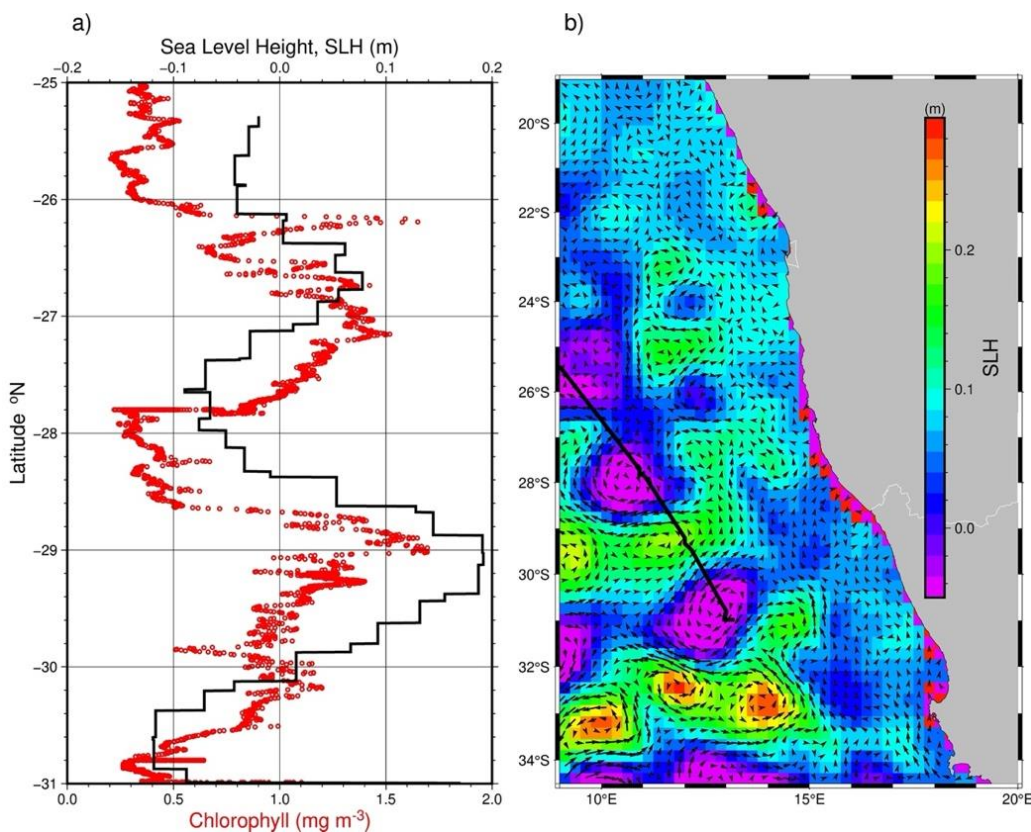 a)
Sea Level Height, SLH (m)
-0.2 -0.1 0.0 0.1 0.2
-25
-26
-27
-28
-29
-30
-31
Latitude ºN
0.0 0.5 1.0 1.5 2.0
Chlorophyll (mg m-3)
b)
20°S
22°S
24°S
26°S
28°S
30°S
32°S
34°S
10°E 15°E 20°E
(m)
0.2
0.1
0.0
SLH